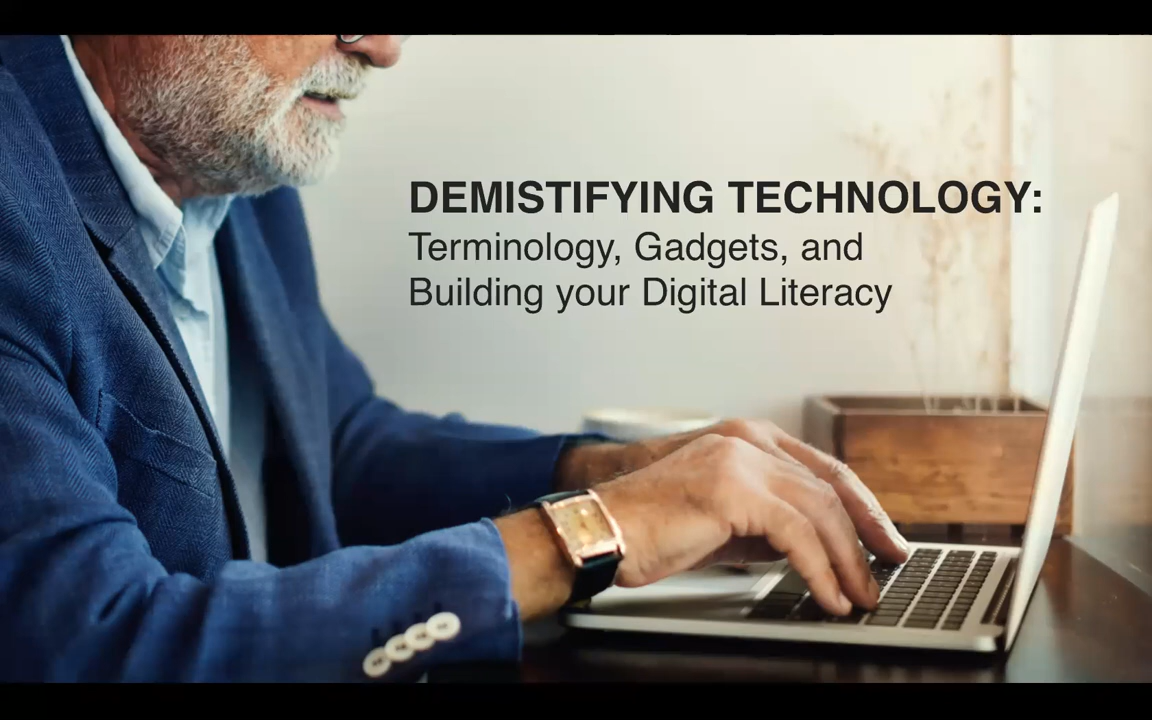 DEMISTIFYING TECHNOLOGY:
Terminology, Gadgets, and
Building your Digital Literacy